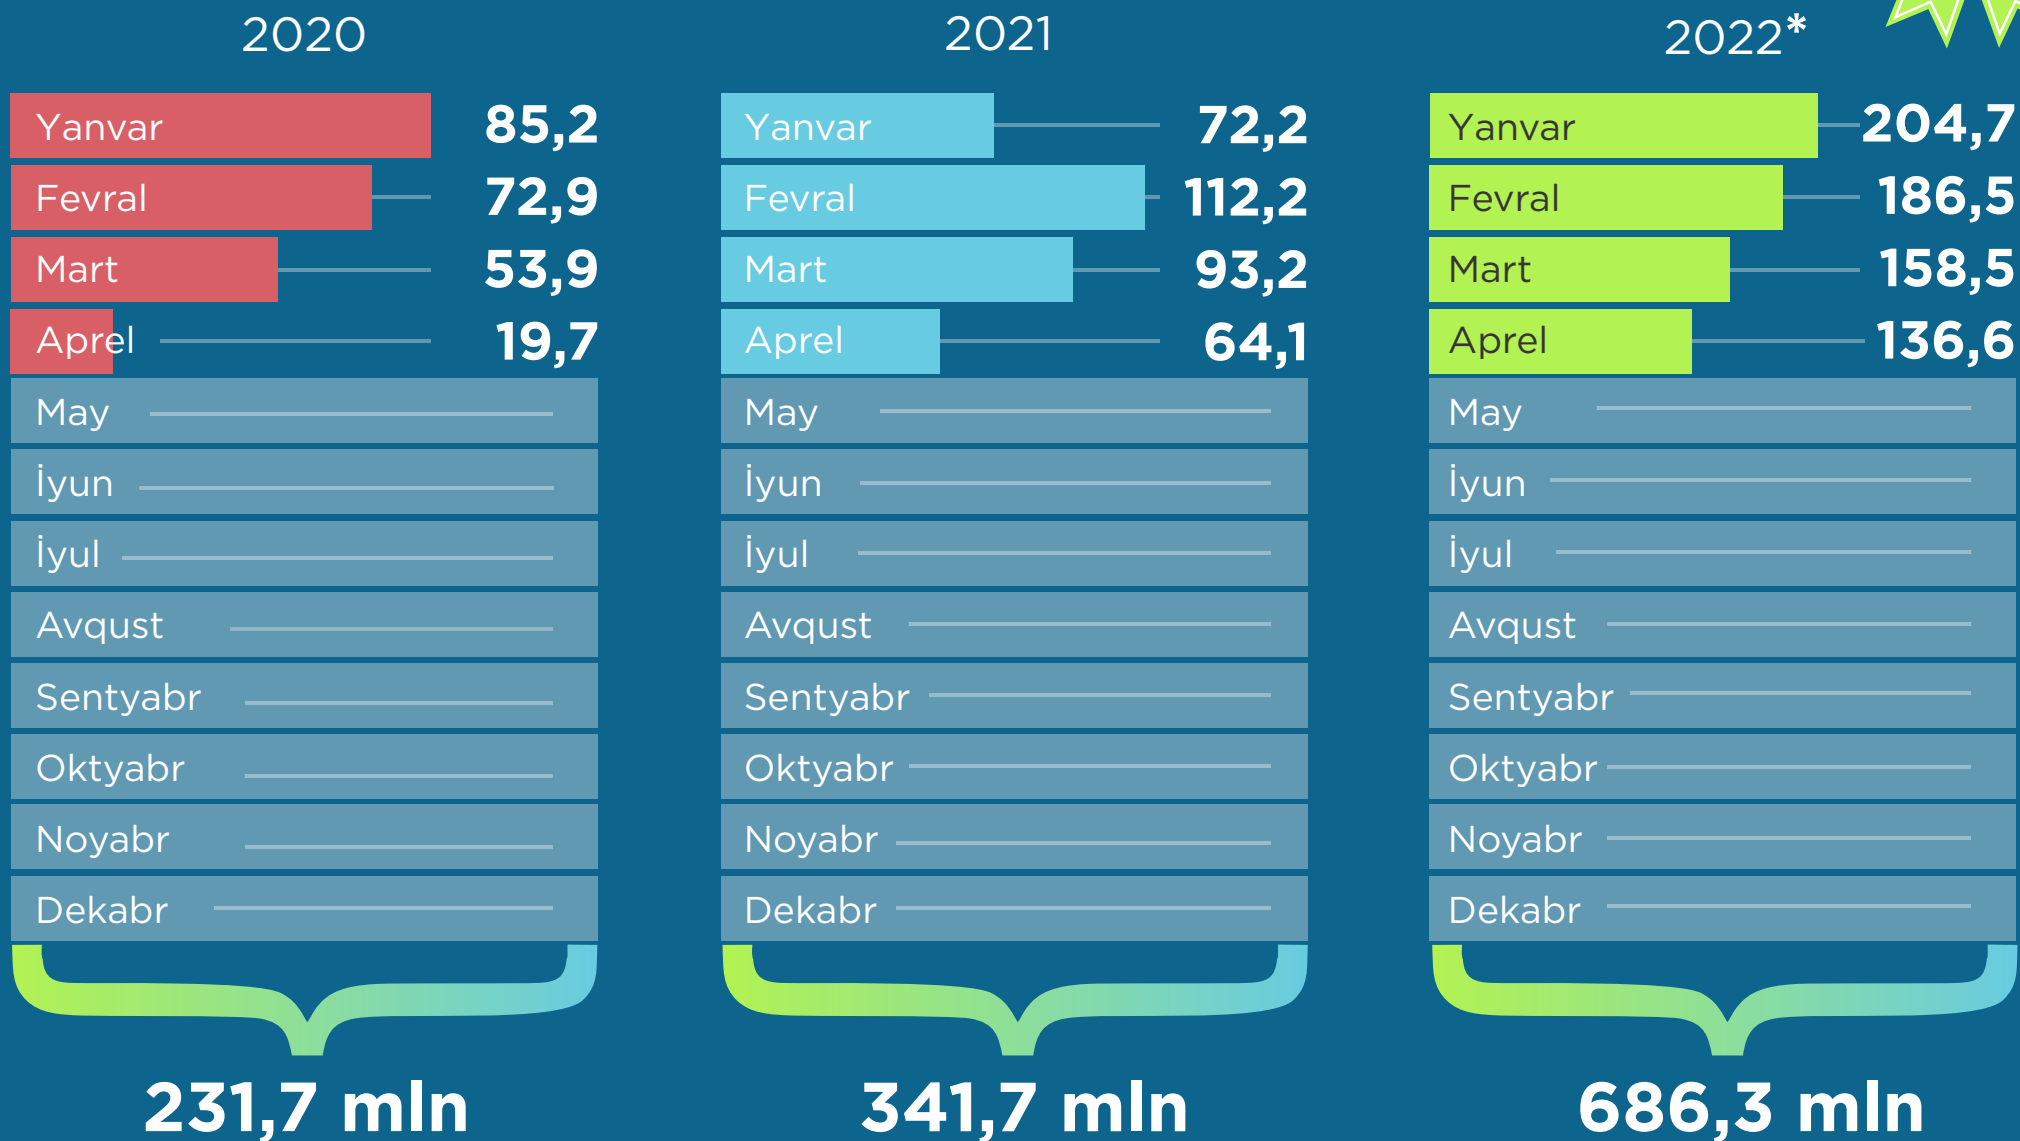 2020
Yanvar 85,2
Fevral 72,9
Mart 53,9
Aprel 19,7
May
İyun
İyul
Avqust
Sentyabr
Oktyabr
Noyabr
Dekabr
231,7 mln
2021
Yanvar 72,2
Fevral 112,2
Mart 93,2
Aprel 64,1
May
İyun
İyul
Avqust
Sentyabr
Oktyabr
Noyabr
Dekabr
341,7 mln
2022*
Yanvar 204,7
Fevral 186,5
Mart 158,5
Aprel 136,6
May
İyun
İyul
Avqust
Sentyabr
Oktyabr
Noyabr
Dekabr
686,3 mln